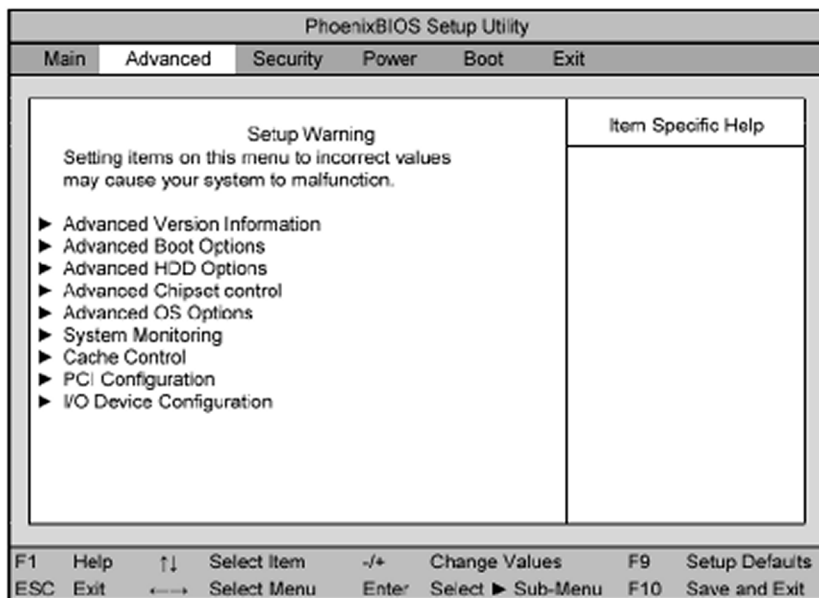 PhoenixBIOS Setup Utility
Main Advanced Security Power Boot Exit
Setup Warning
Setting items on this menu to incorrect values
may cause your system to malfunction.
► Advanced Version Information
► Advanced Boot Options
► Advanced HDD Options
► Advanced Chipset control
► Advanced OS Options
► System Monitoring
► Cache Control
► PCI Configuration
► I/O Device Configuration
Item Specific Help
F1 Help ↑↓ Select Item -/+ Change Values F9 Setup Defaults
ESC Exit ←→ Select Menu Enter Select ► Sub-Menu F10 Save and Exit